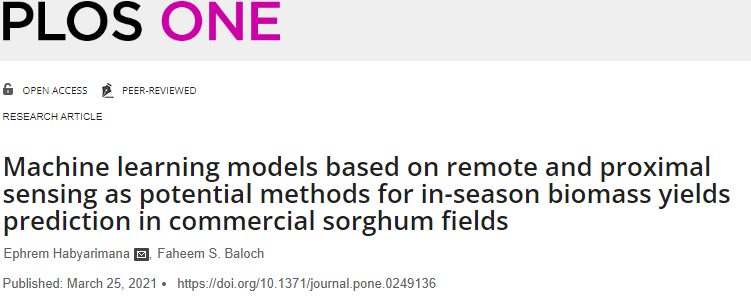 PLOS ONE
OPEN ACCESS PEER-REVIEWED
RESEARCH ARTICLE
Machine learning models based on remote and proximal
sensing as potential methods for in-season biomass yields
prediction in commercial sorghum fields
Ephrem Habyarimana , Faheem S. Baloch
Published: March 25, 2021 • https://doi.org/10.1371/journal.pone.0249136